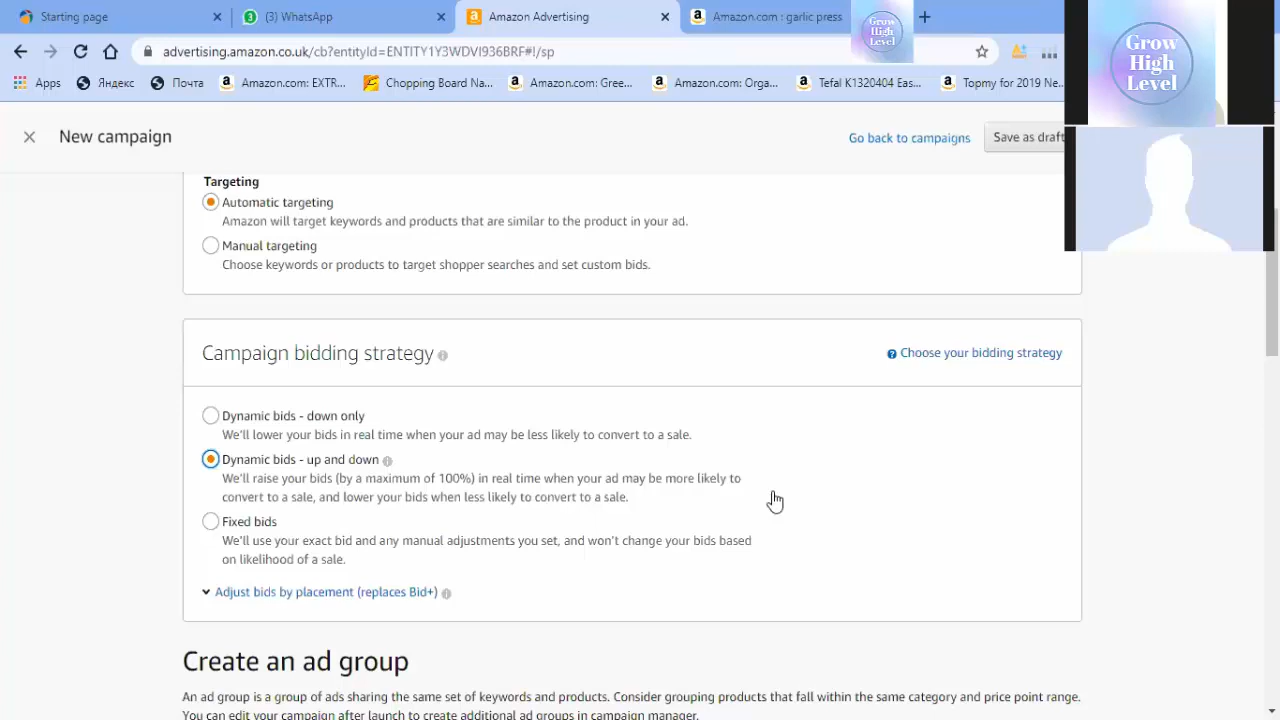 Starting page
(3) WhatsApp
Amazon Advertising
Amazon.com : garlic press
advertising.amazon.co.uk/cb?entityId=ENTITY1Y3WDVI936BRF#!/sp
Apps
Яндекс
Почта
Amazon.com: EXTR...
Chopping
Na...
Amazon.com: Gree...
Amazon.com: Orga...
Tefal K1320404 Eas...
Topmy for 2019 Ne...
Grow
High
Level
Grow
High
Level
New campaign
Go back to campaigns
Save as draft
Targeting
Automatic targeting
Amazon will target keywords and products that are similar to the product in your ad.
Manual targeting
Choose keywords or products to target shopper searches and set custom bids.
Campaign bidding strategy
Choose your bidding strategy
Dynamic bids - down only
We'll lower your bids in real time when your ad may be less likely to convert to a sale.
Dynamic bids - up and down
We'll raise your bids (by a maximum of 100%) in real time when your ad may be more likely to
convert to a sale, and lower your bids when less likely to convert to a sale.
Fixed bids
We'll use your exact bid and any manual adjustments you set, and won't change your bids based
on likelihood of a sale.
Adjust bids by placement (replaces Bid+)
Create an ad group
An ad group is a group of ads sharing the same set of keywords and products. Consider grouping products that fall within the same category and price point range.
You can edit your campaign after launch to create additional ad groups in campaign manager.